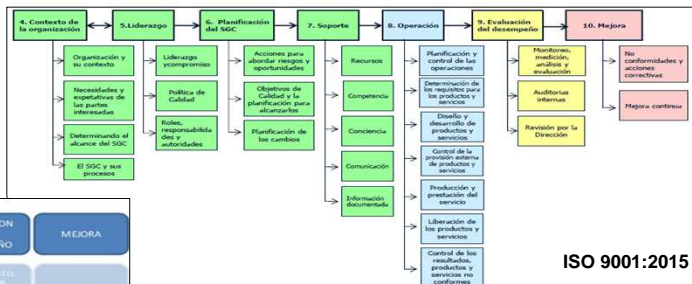 4. Contexto de
la organización
5.Liderazgo
6. Planificación
del SGC
7. Soporte
8. Operación
9. Evaluación
del desempeño
10. Mejora
Organización y
su contexto
Necesidades y
expetativas de
las partes
interesadas
Determinando el
alcance del SGC
El SGC y sus
procesos
Liderazgo
ycompromiso
Política de
Calidad
Roles,
responsabilida
des y
autoridades
Acciones para
abordar riesgos y
oportunidades
Objetivos de
Calidad y la
planificación para
alcanzarlos
Planificación de
los cambios
Recursos
Competencia
Conciencia
Comunicación
Información
documentada
Planificación y
control de las
operaciones
Determinación de
los requisitos para
los productos y
servicios
Diseño y
desarrollo de
productos y
servicios
Control de la
provisión externa
de productos y
servicios
Producción y
prestación del
servicio
Liberación de
los productos y
servicios
Control de los
resultados,
productos y
servicios no
conformes
Monitoreo,
medición,
análisis y
evaluación
Auditorias
internas
Revisión por la
Dirección
No
conformidades y
acciones
correctivas
Mejora continua
MEJORA
ISO 9001:2015